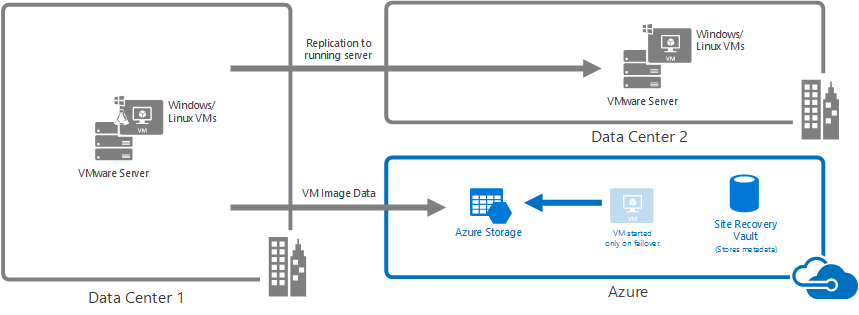 Replication to
running server
Windows/
Linux VMs
VM
VMware Server
Data Center 2
Windows/
Linux VMs
VM
VMware Server
VM Image Data
Azure Storage
VM started
only on failover.
Site Recovery
Vault
(Stores metadata)
Data Center 1
Azure